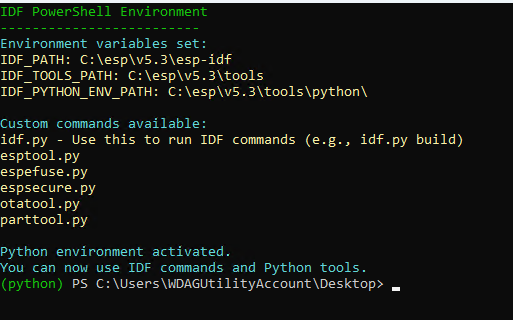 IDF PowerShell Environment
-------------------------
Environment variables set:
IDF_PATH: C:\esp\v5.3\esp-idf
IDF_TOOLS_PATH: C:\esp\v5.3\tools
IDF_PYTHON_ENV_PATH: C:\esp\v5.3\tools\python\
Custom commands available:
idf.py - Use this to run IDF commands (e.g., idf.py build)
esptool.py
espefuse.py
espsecure.py
otatool.py
parttool.py
Python environment activated.
You can now use IDF commands and Python tools.
(python) PS C:\Users\WDAGUtilityAccount\Desktop>